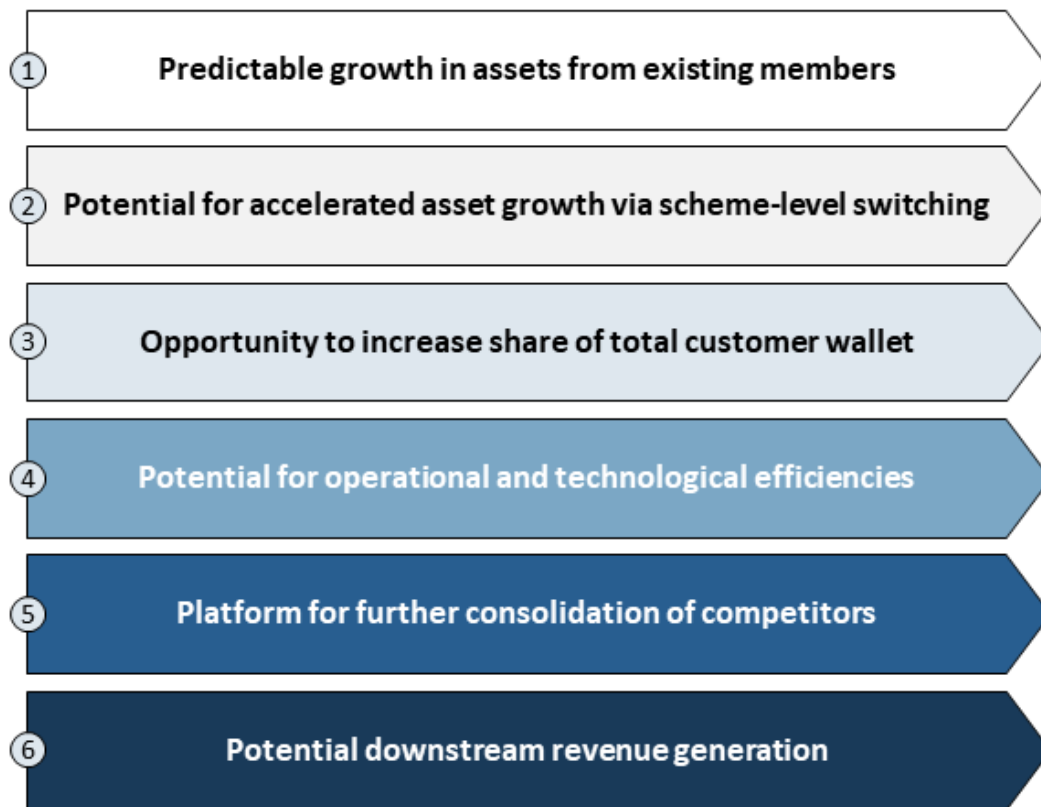 1 Predictable growth in assets from existing members
2 Potential for accelerated asset growth via scheme-level switching
3 Opportunity to increase share of total customer wallet
4 Potential for operational and technological efficiencies
5 Platform for further consolidation of competitors
6 Potential downstream revenue generation